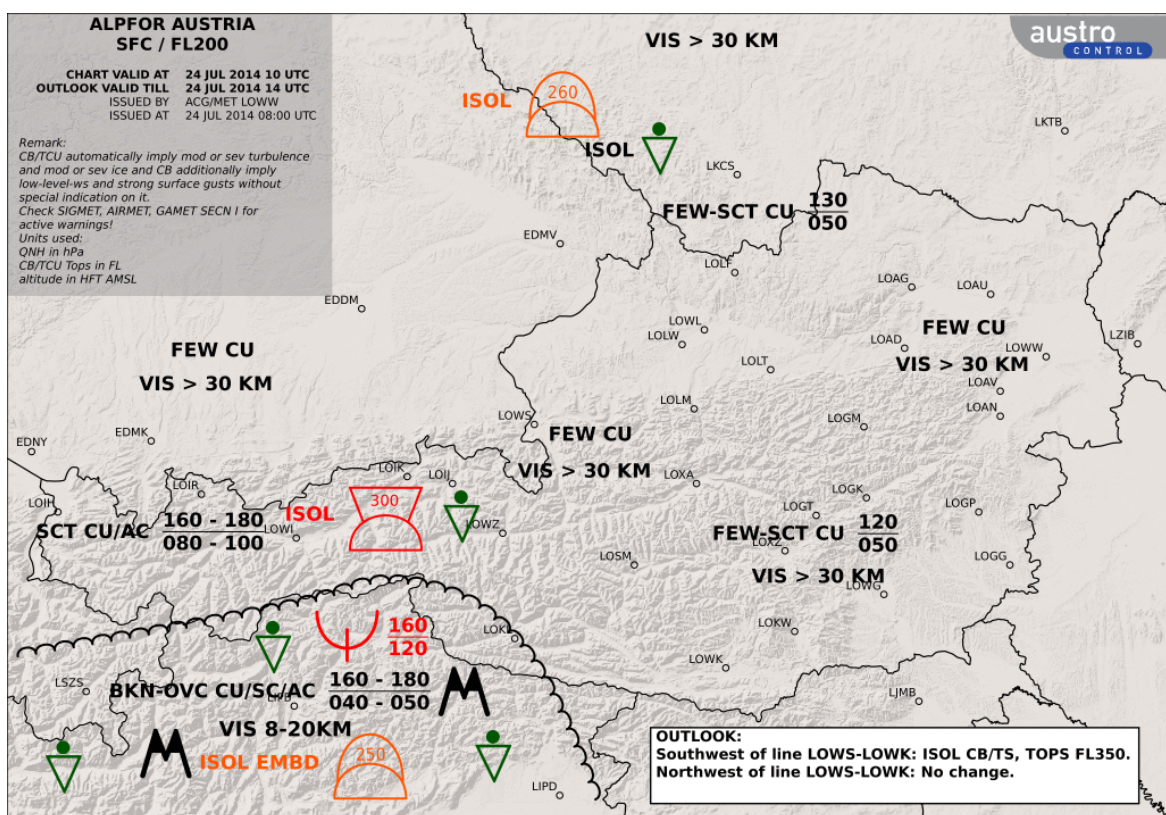 ALPFOR AUSTRIA
SFC / FL200
CHART VALID AT 24 JUL 2014 10 UTC
OUTLOOK VALID TILL 24 JUL 2014 14 UTC
ISSUED BY ACG/MET LOWW
ISSUED AT 24 JUL 2014 08:00 UTC
Remark:
CB/TCU automatically imply mod or sev turbulence
and mod or sev ice and CB additionally imply
low-level-ws and strong surface gusts without
special indication on it.
Check SIGMET, AIRMET, GAMET SECN I for
active warnings!
Units used:
QNH in hPa
CB/TCU Tops in FL
altitude in HFT AMSL
austro
CONTROL
VIS > 30 KM
ISOL
260
ISOL
LKTB
LKCS
FEW-SCT CU 130
050
EDMV
LOLF
LOAG
LOAU
EDDM
LOWL
LOLW
FEW CU
LOAD
LOWW
LZIB
FEW CU
VIS > 30 KM
LOLT
VIS > 30 KM
LOAV
LOAN
LOLM
LOWS
LOGM
EDMK
EDNY
FEW CU
VIS > 30 KM
LOIK
LOIJ
LOXA
LOIR
LOGK
LOIH
ISOL
300
LOGT
LOGP
SCT CU/AC 160 - 180
080 - 100
LOWI
LOWZ
FEW-SCT CU 120
050
LOXZ
LOSM
LOGG
VIS > 30 KM
LOWG
160
120
LOKL
LOKW
LOWK
LSZS
BKN-OVC CU/SC/AC 160 - 180
040 - 050
LIPB
LJMB
VIS 8-20KM
ISOL EMBD
250
LIPD
OUTLOOK:
Southwest of line LOWS-LOWK: ISOL CB/TS, TOPS FL350.
Northwest of line LOWS-LOWK: No change.